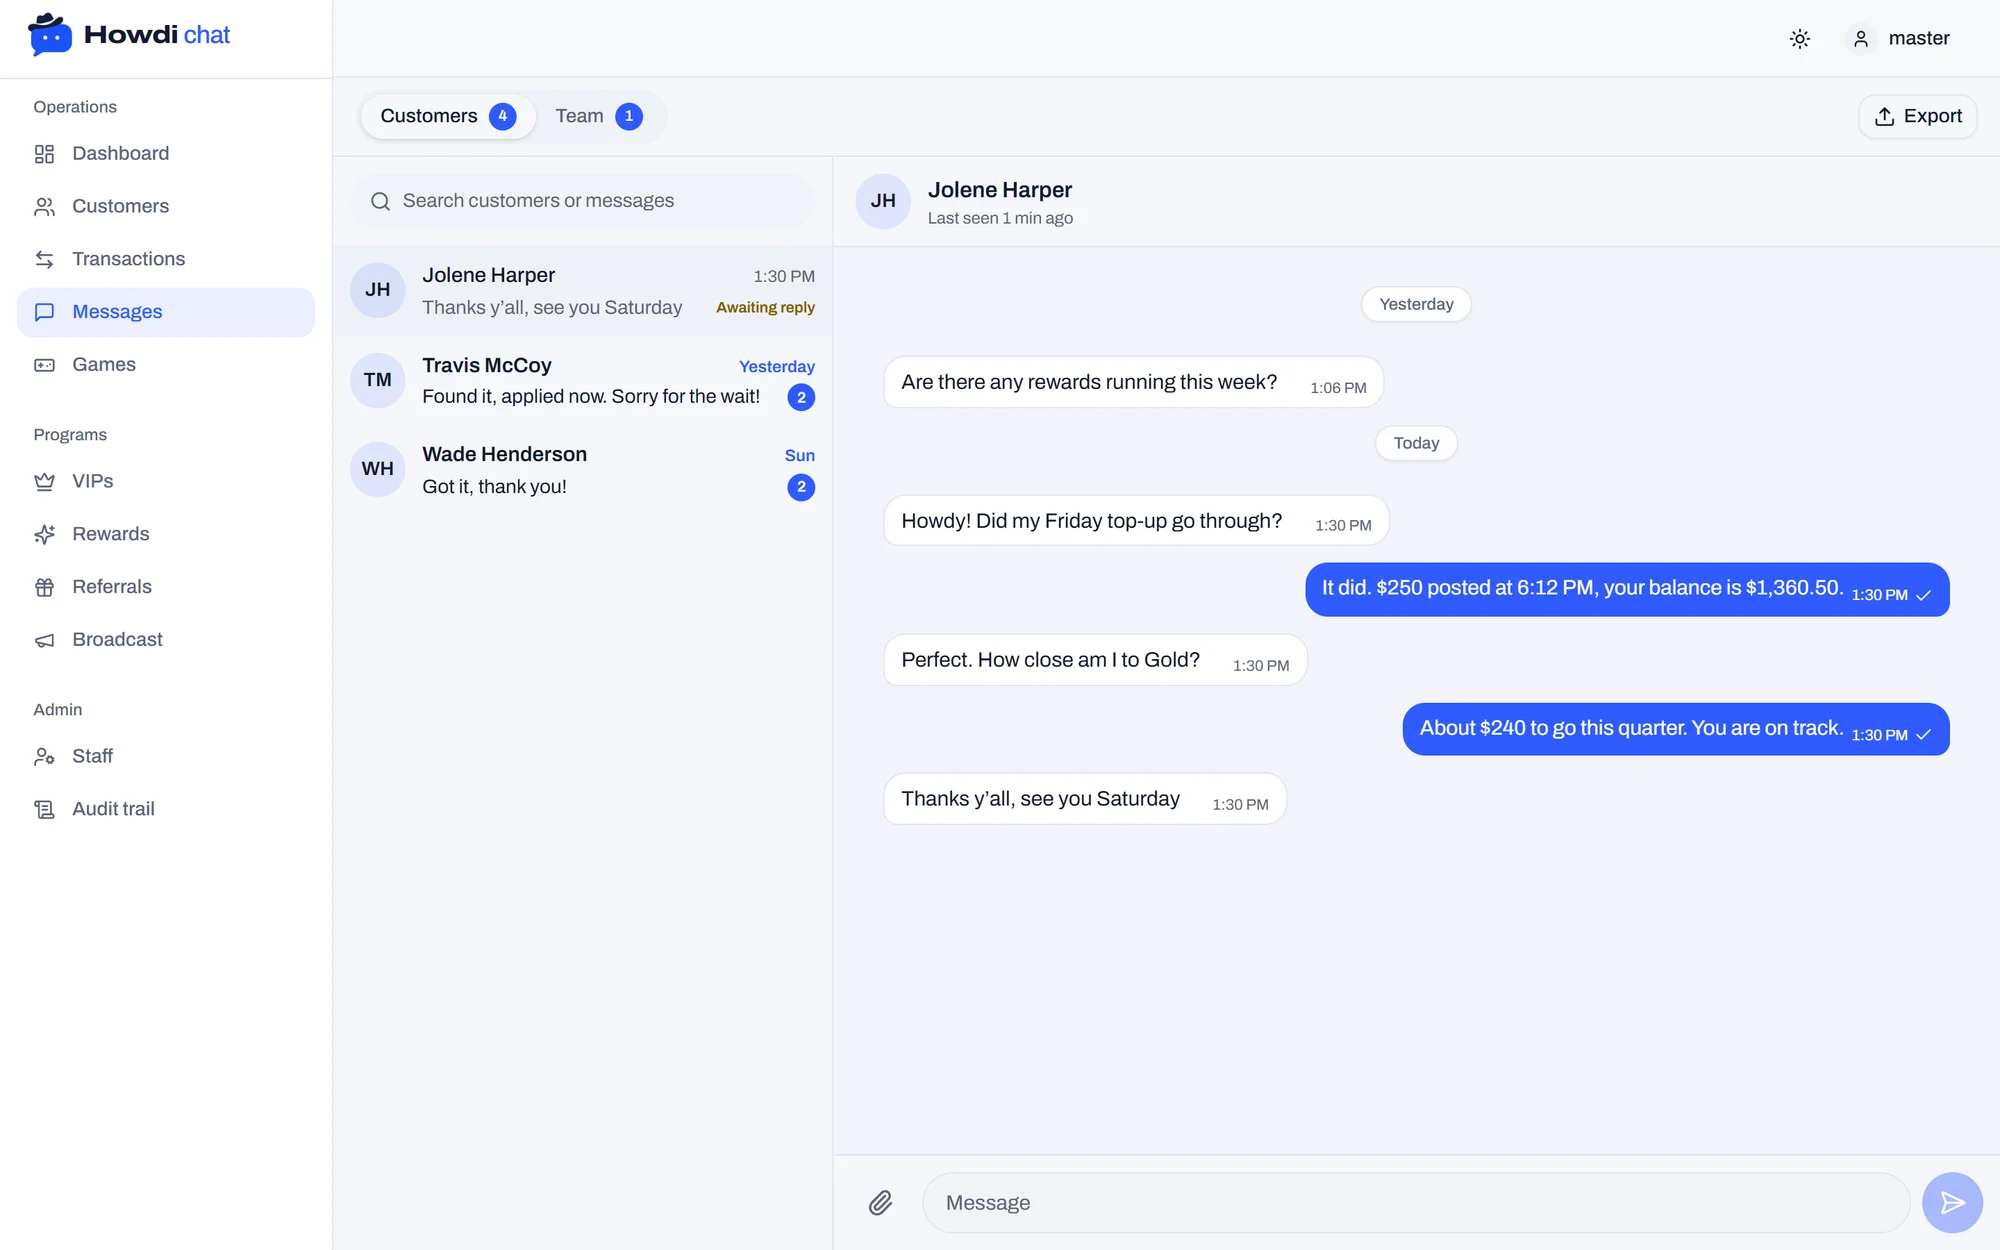 Howdi chat
master
Operations
Dashboard
Customers
Transactions
Messages
Games
Programs
VIPs
Rewards
Referrals
Broadcast
Admin
Staff
Audit trail
Customers 4
Team 1
Export
Search customers or messages
JH
Jolene Harper
1:30 PM
Thanks y’all, see you Saturday
Awaiting reply
TM
Travis McCoy
Yesterday
Found it, applied now. Sorry for the wait!
2
WH
Wade Henderson
Sun
Got it, thank you!
2
JH
Jolene Harper
Last seen 1 min ago
Yesterday
Are there any rewards running this week? 1:06 PM
Today
Howdy! Did my Friday top-up go through? 1:30 PM
It did. $250 posted at 6:12 PM, your balance is $1,360.50. 1:30 PM
Perfect. How close am I to Gold? 1:30 PM
About $240 to go this quarter. You are on track. 1:30 PM
Thanks y’all, see you Saturday 1:30 PM
Message